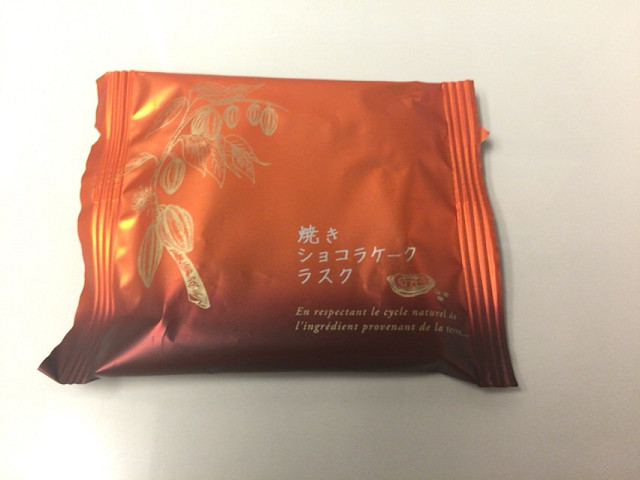 焼き
ショコラケーク
ラスク
En respectant le cycle naturel de
l'ingrédient provenant de la terre...